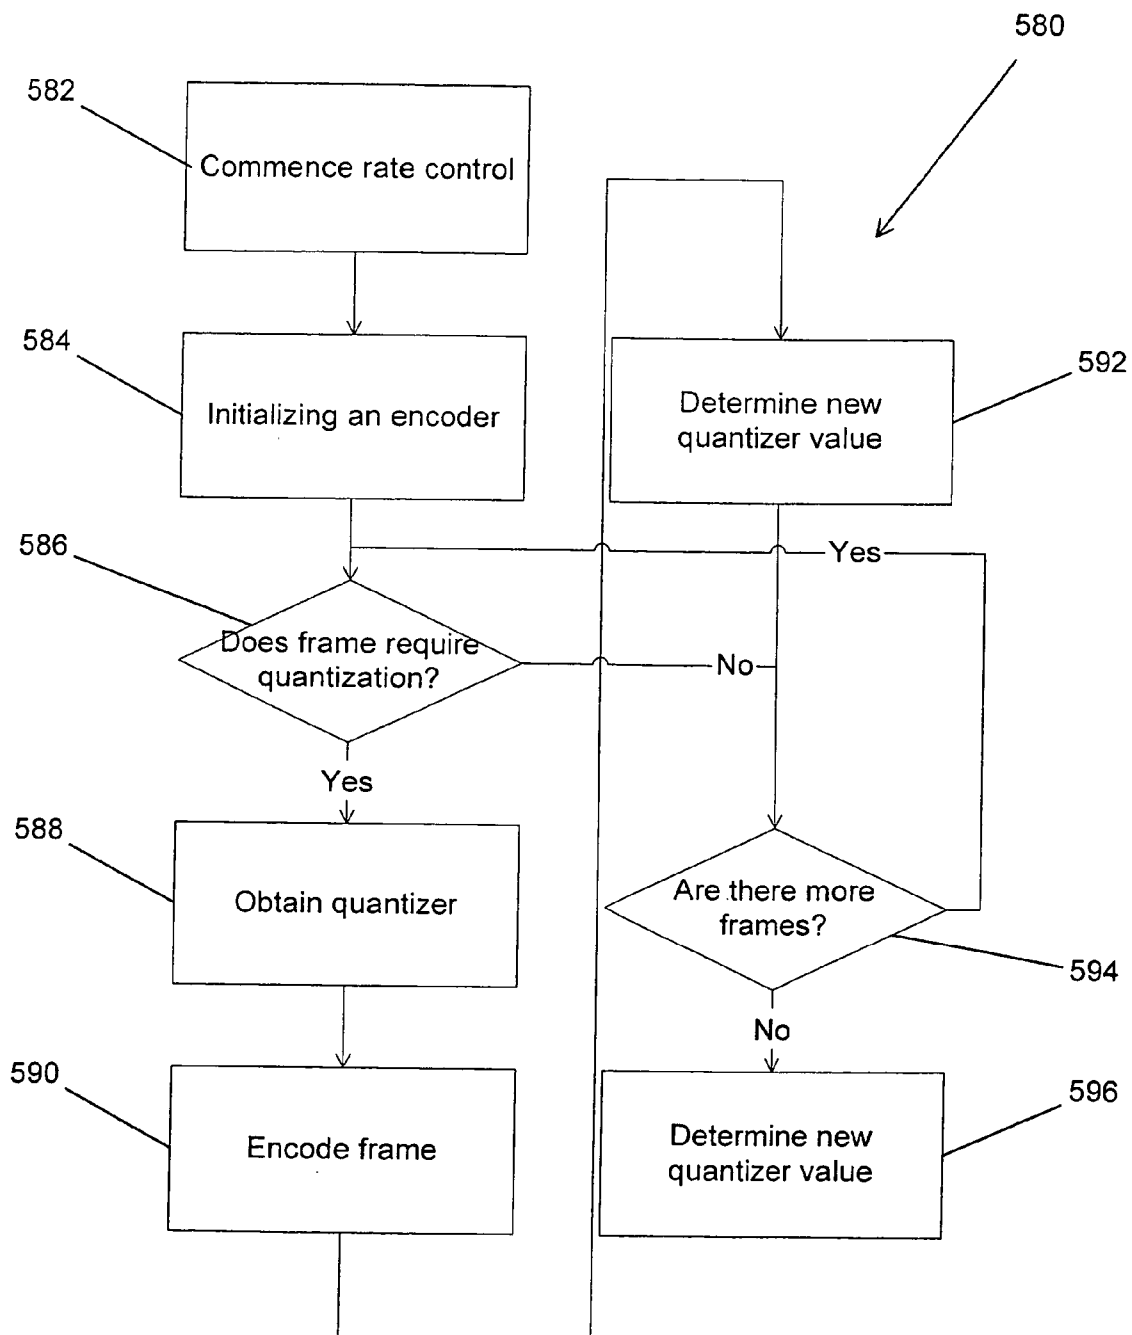 580
582
Commence rate control
584
Initializing an encoder
592
Determine new
quantizer value
586
Yes
Does frame require
quantization?
No
Yes
588
Obtain quantizer
Are there more
frames?
594
No
590
Encode frame
596
Determine new
quantizer value